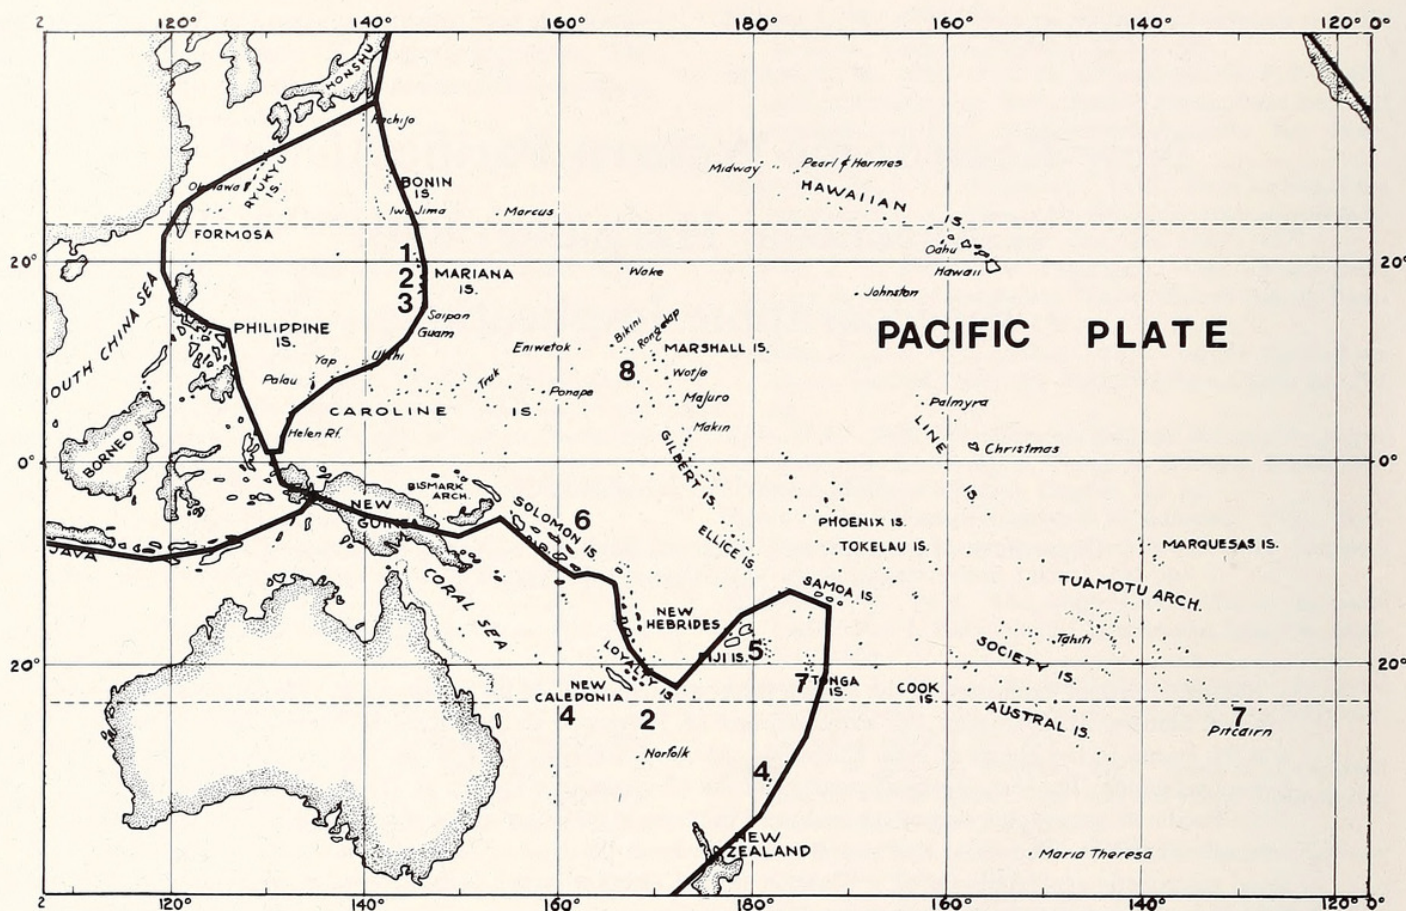 2 120° 140° 160° 180° 160° 140° 120° 0°
HONSHU
Hachijo
Midway Pearl & Hermes
HAWAIIAN IS.
Okinawa
RYUKYU IS.
BONIN IS.
Iwo Jima
Marcus
FORMOSA
Oahu
Hawaii
20° 20°
1
2
3
MARIANA IS.
Wake
Johnston
SOUTH CHINA SEA
Saipan
Guam
PHILIPPINE IS.
PACIFIC PLATE
Bikini
Rongelap
Eniwetok
MARSHALL IS.
Yap
Ulithi
Palau
Truk
Ponape
8
Wotje
Majuro
CAROLINE IS.
Palmyra
Makin
LINE IS.
Christmas
Helen Rf.
BORNEO
GILBERT IS.
0° 0°
BISMARK ARCH.
NEW GUINEA
SOLOMON IS.
6
PHOENIX IS.
ELLICE IS.
TOKELAU IS.
MARQUESAS IS.
JAVA
CORAL SEA
SAMOA IS.
TUAMOTU ARCH.
NEW HEBRIDES
Tahiti
SOCIETY IS.
FIJI IS.
5
LOYALTY IS
20° 20°
NEW CALEDONIA
7
TONGA IS.
COOK IS.
AUSTRAL IS.
4
2
7
Pitcairn
Norfolk
4
NEW ZEALAND
Maria Theresa
2 120° 140° 160° 180° 160° 140° 120° 0°